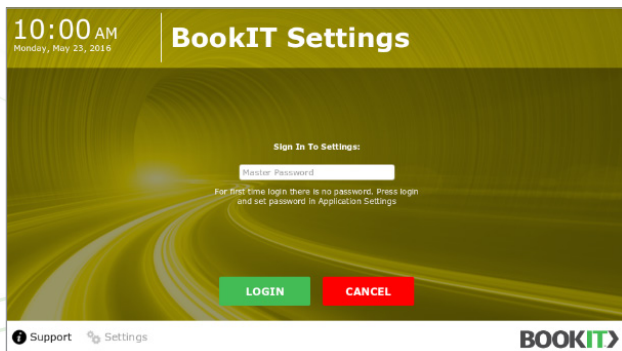 10:00 AM
Monday, May 23, 2016
BookIT Settings
Sign In To Settings:
Master Password
For first time login there is no password. Press login
and set password in Application Settings
LOGIN
CANCEL
i Support
Settings
BOOKIT